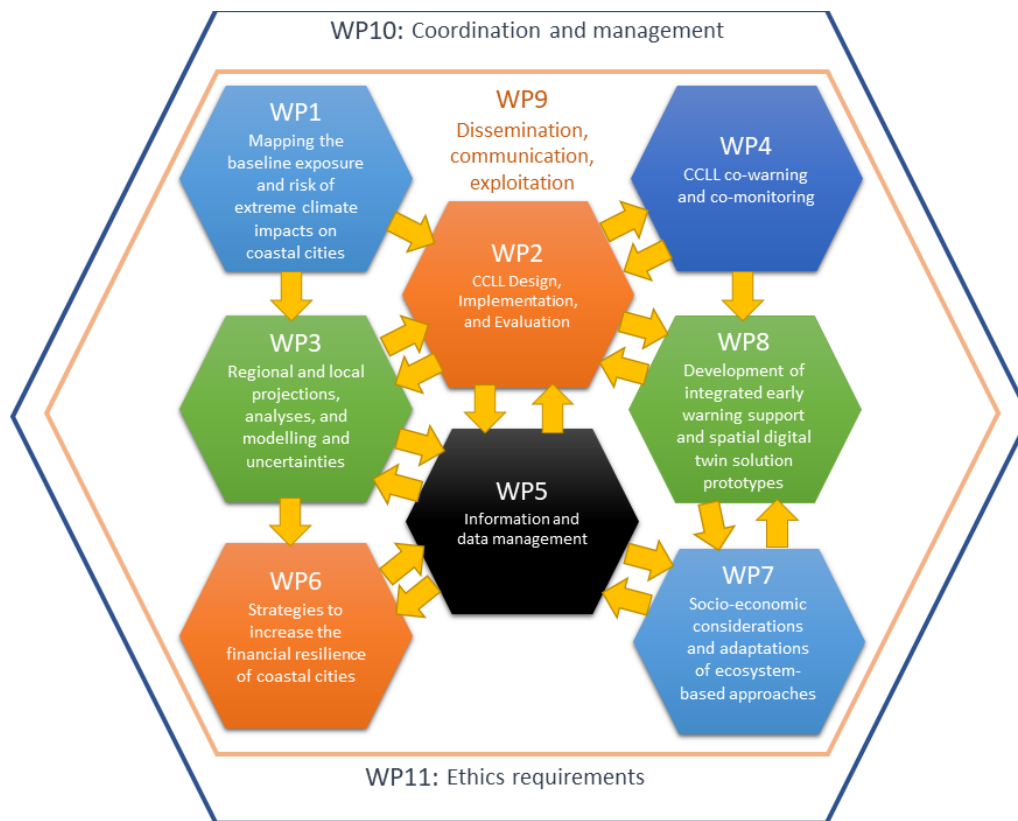 WP10: Coordination and management
WP1
Mapping the
baseline exposure
and risk of
extreme climate
impacts on
coastal cities
WP9
Dissemination,
communication,
exploitation
WP4
CCLL co-warning
and co-monitoring
WP2
CCLL Design,
Implementation,
and Evaluation
WP3
Regional and local
projections,
analyses, and
modelling and
uncertainties
WP8
Development of
integrated early
warning support
and spatial digital
twin solution
prototypes
WP5
Information and
data management
WP6
Strategies to
increase the
financial resilience
of coastal cities
WP7
Socio-economic
considerations
and adaptations
of ecosystem-
based approaches
WP11: Ethics requirements